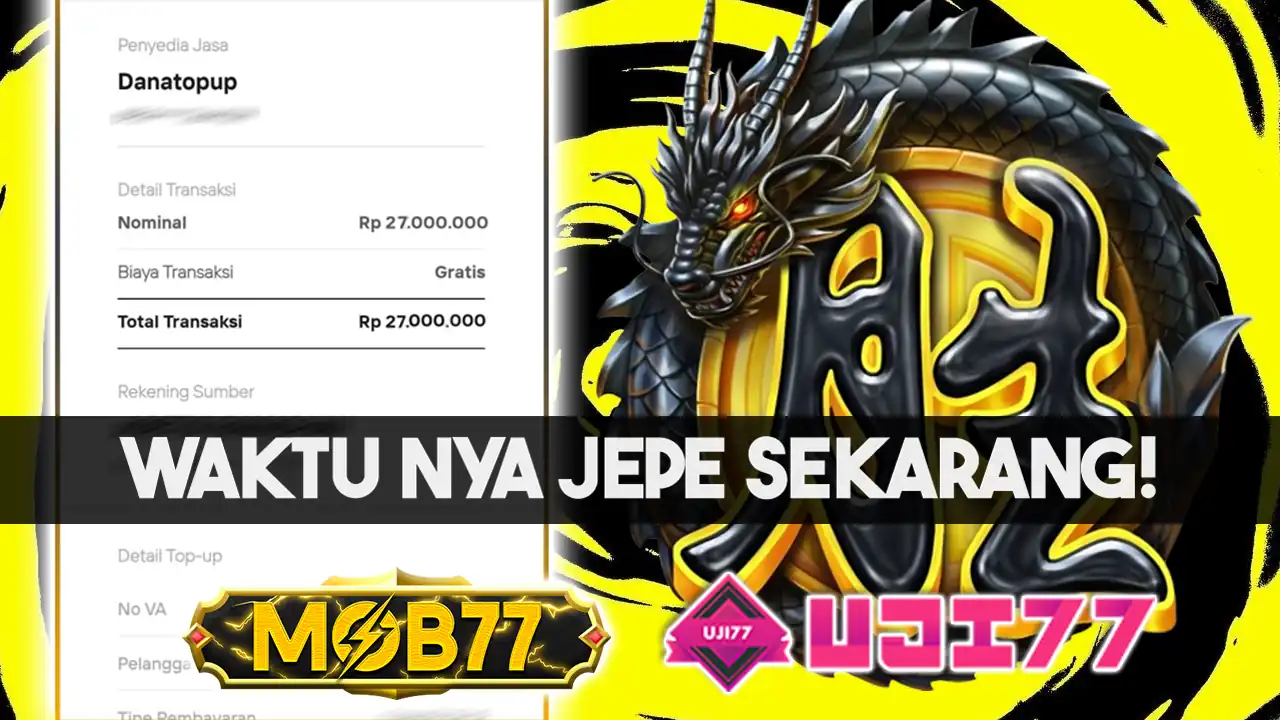 Penyedia Jasa
Danatopup
Detail Transaksi
Nominal Rp 27.000.000
Biaya Transaksi Gratis
Total Transaksi Rp 27.000.000
Rekening Sumber
WAKTU NYA JEPE SEKARANG!
Detail Top-up
No VA
Pelangga
Tipe Pembayaran
MOB77
UJI77
UJI77